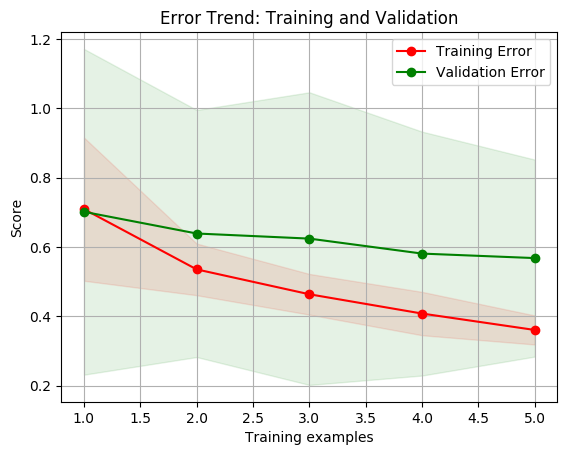 Error Trend: Training and Validation
Training Error
Validation Error
Score
1.2
1.0
0.8
0.6
0.4
0.2
1.0 1.5 2.0 2.5 3.0 3.5 4.0 4.5 5.0
Training examples